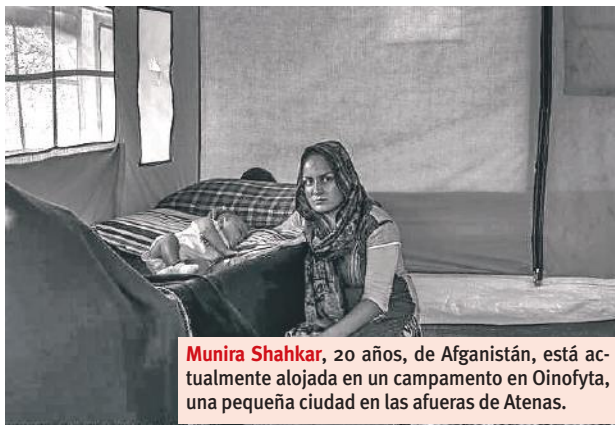 Munira Shahkar, 20 años, de Afganistán, está ac-
tualmente alojada en un campamento en Oinofyta,
una pequeña ciudad en las afueras de Atenas.